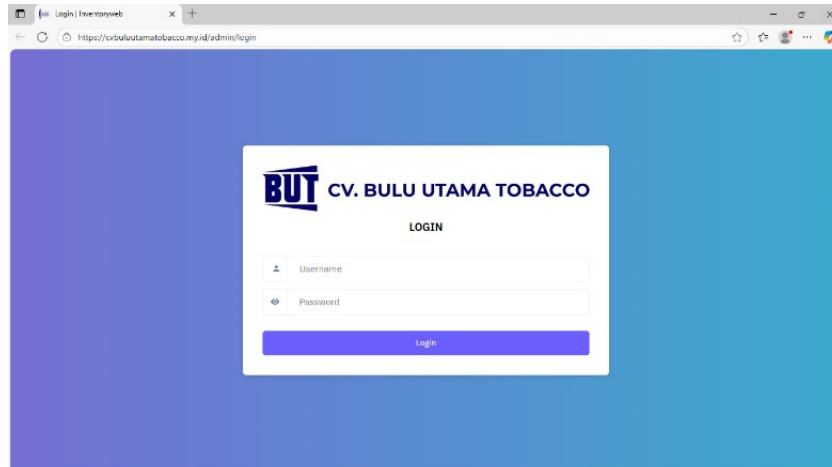 Login | Inventoryweb
https://cvbuluutamatobacco.my.id/admin/login
BUT CV. BULU UTAMA TOBACCO
LOGIN
Username
Password
Login